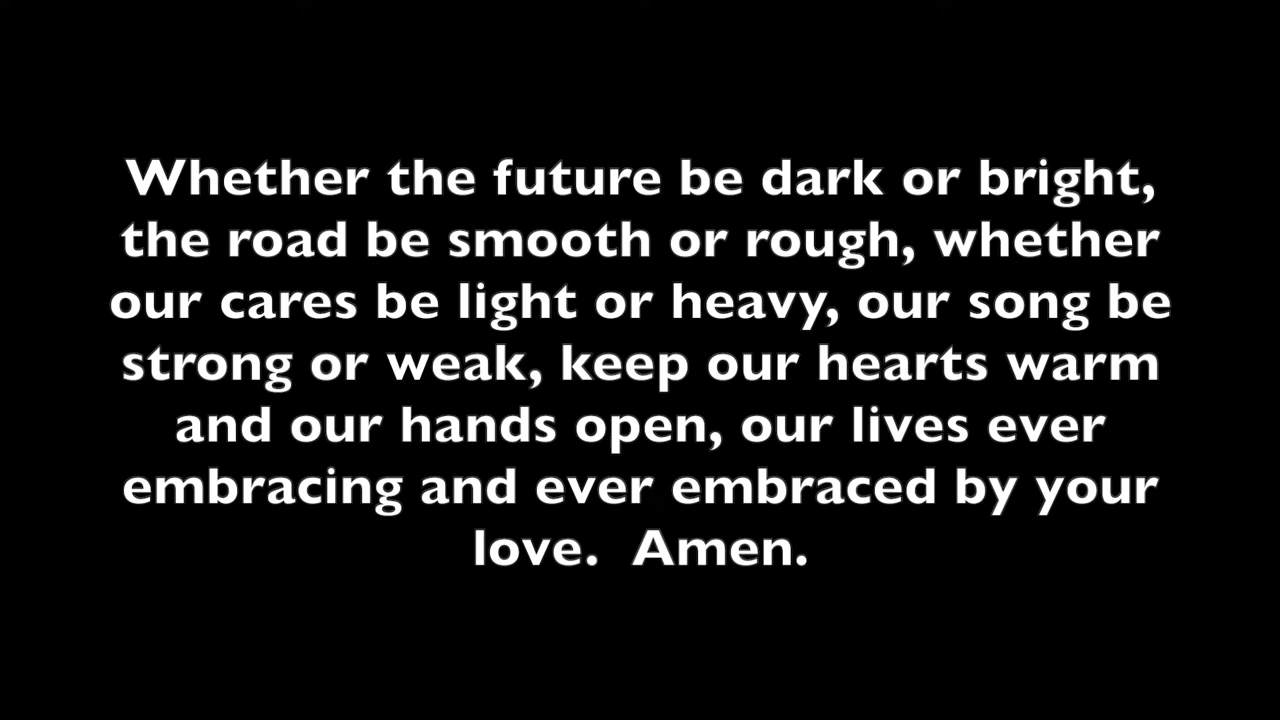 Whether the future be dark or bright,
the road be smooth or rough, whether
our cares be light or heavy, our song be
strong or weak, keep our hearts warm
and our hands open, our lives ever
embracing and ever embraced by your
love.  Amen.